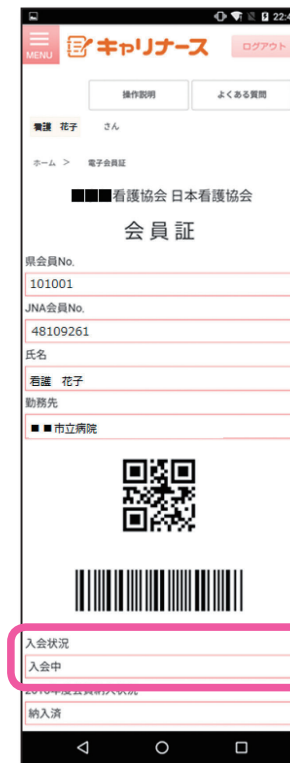 22:4
MENU
キャリナース
ログアウト
操作説明
よくある質問
看護 花子 さん
ホーム > 電子会員証
■■■看護協会 日本看護協会
会員証
県会員No.
101001
JNA会員No.
48109261
氏名
看護 花子
勤務先
■■市立病院
入会状況
入会中
納入済